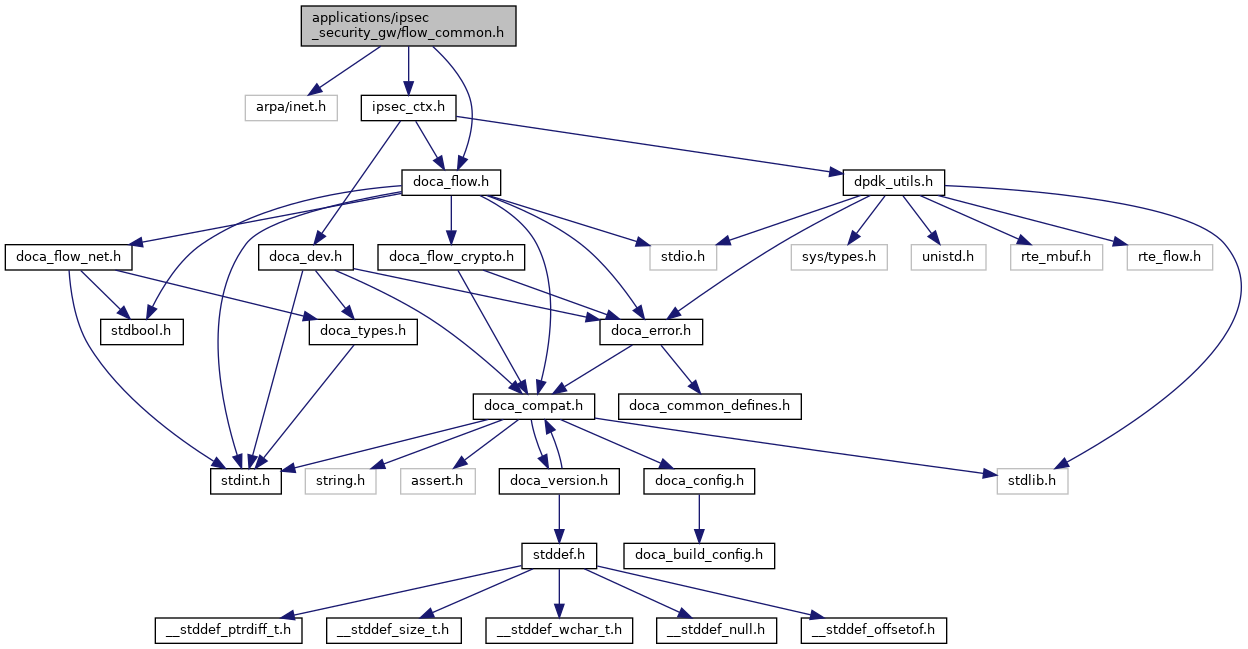 applications/ipsec
_security_gw/flow_common.h
arpa/inet.h
ipsec_ctx.h
doca_flow.h
dpdk_utils.h
doca_flow_net.h
doca_dev.h
doca_flow_crypto.h
stdio.h
sys/types.h
unistd.h
rte_mbuf.h
rte_flow.h
stdbool.h
doca_types.h
doca_error.h
doca_compat.h
doca_common_defines.h
stdint.h
string.h
assert.h
doca_version.h
doca_config.h
stdlib.h
stddef.h
doca_build_config.h
__stddef_ptrdiff_t.h
__stddef_size_t.h
__stddef_wchar_t.h
__stddef_null.h
__stddef_offsetof.h